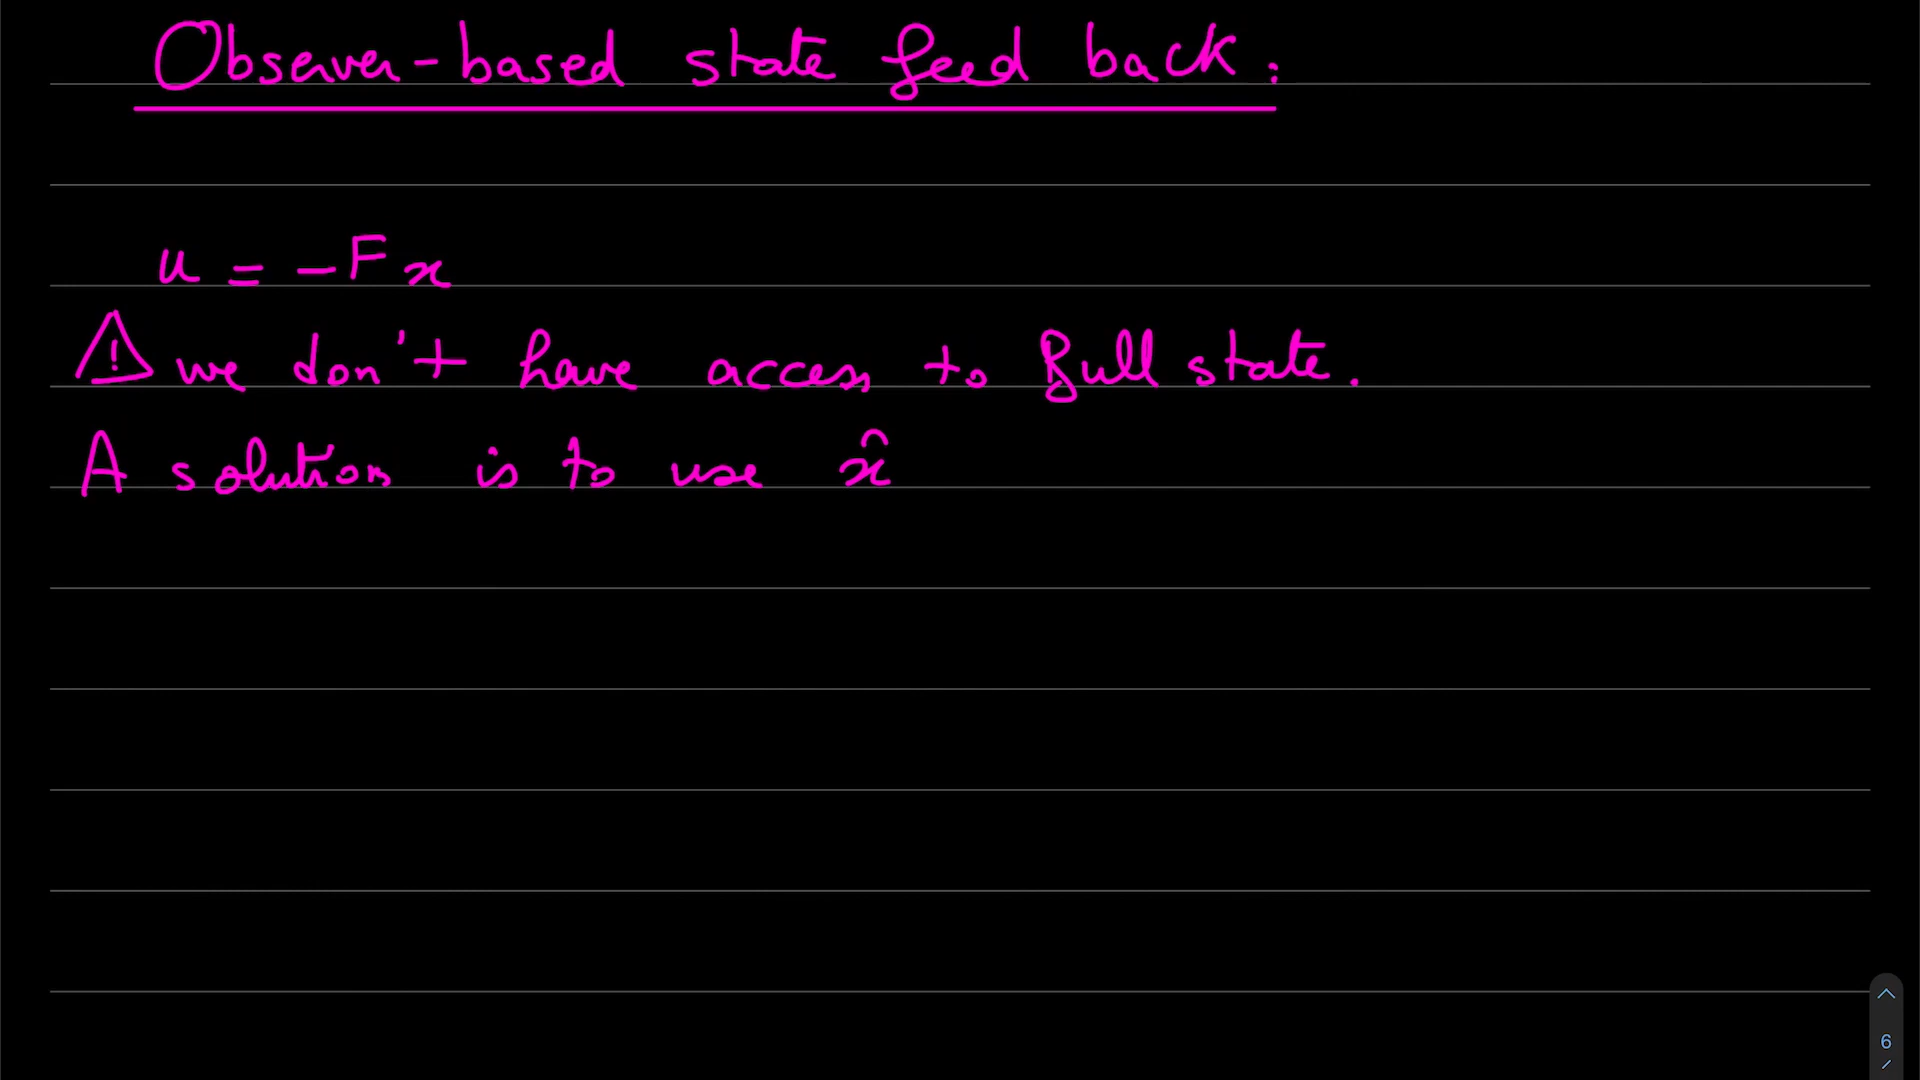 Observer-based state feed back:
u = -Fx
⚠ we don't have access to full state.
A solution is to use x̂
6